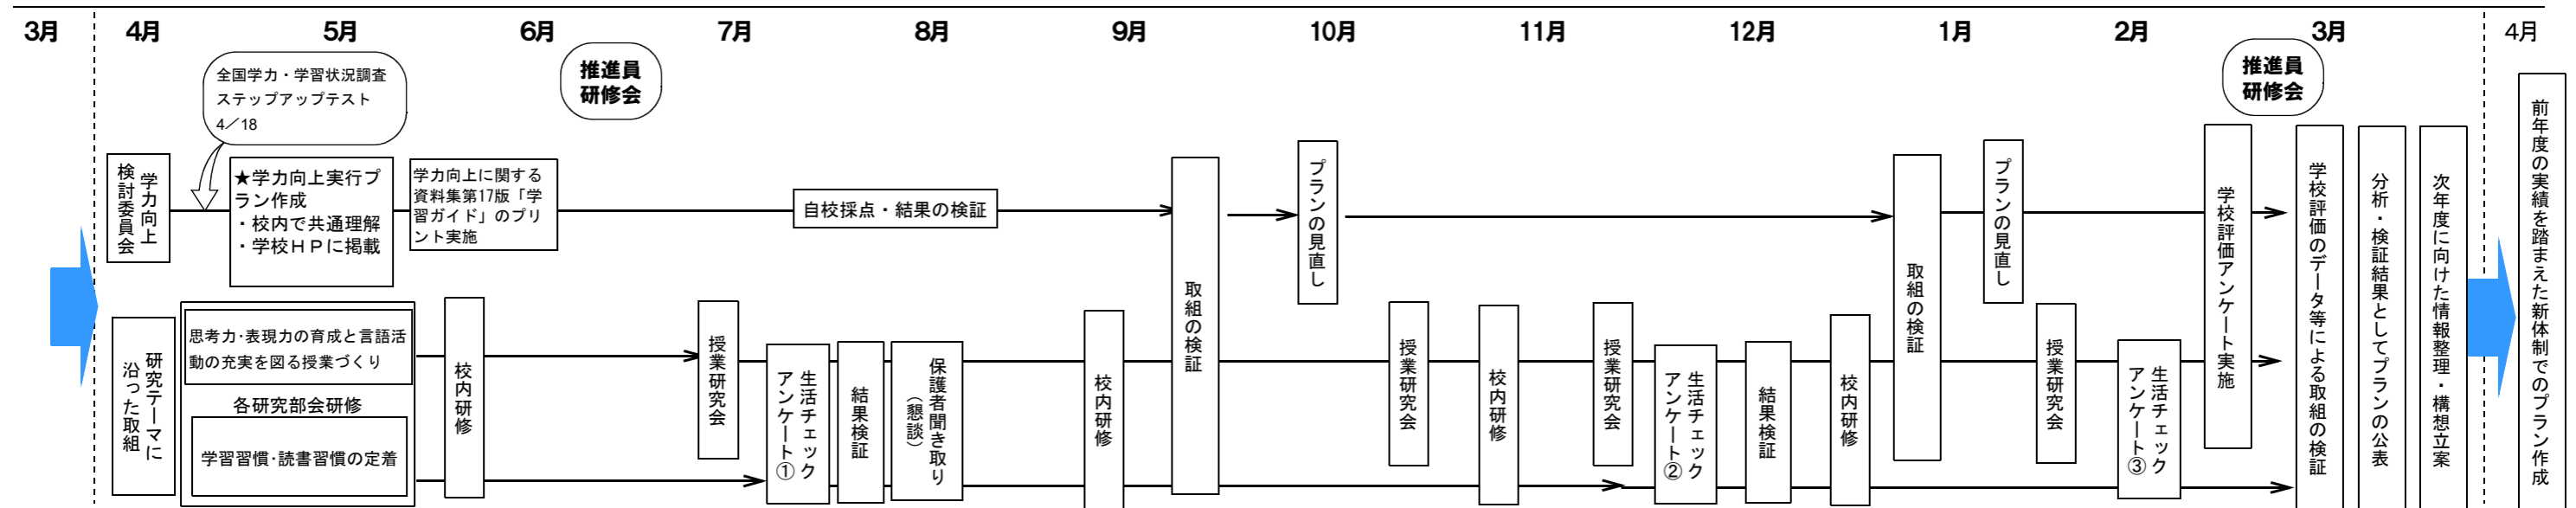 3月
4月
5月
6月
7月
8月
9月
10月
11月
12月
1月
2月
3月
4月
全国学力・学習状況調査
ステップアップテスト
4／18
推進員
研修会
推進員
研修会
学力向上
検討委員会
★学力向上実行プ
ラン作成
・校内で共通理解
・学校ＨＰに掲載
学力向上に関する
資料集第17版「学
習ガイド」のプリ
ント実施
自校採点・結果の検証
取組の検証
プランの見直し
取組の検証
プランの見直し
学校評価アンケート実施
学校評価のデータ等による取組の検証
分析・検証結果としてプランの公表
次年度に向けた情報整理・構想立案
前年度の実績を踏まえた新体制でのプラン作成
研究テーマに
沿った取組
思考力･表現力の育成と言語活
動の充実を図る授業づくり
各研究部会研修
学習習慣･読書習慣の定着
校内研修
授業研究会
生活チェック
アンケート①
結果検証
保護者聞き取り
（懇談）
校内研修
授業研究会
校内研修
授業研究会
生活チェック
アンケート②
結果検証
校内研修
授業研究会
生活チェック
アンケート③